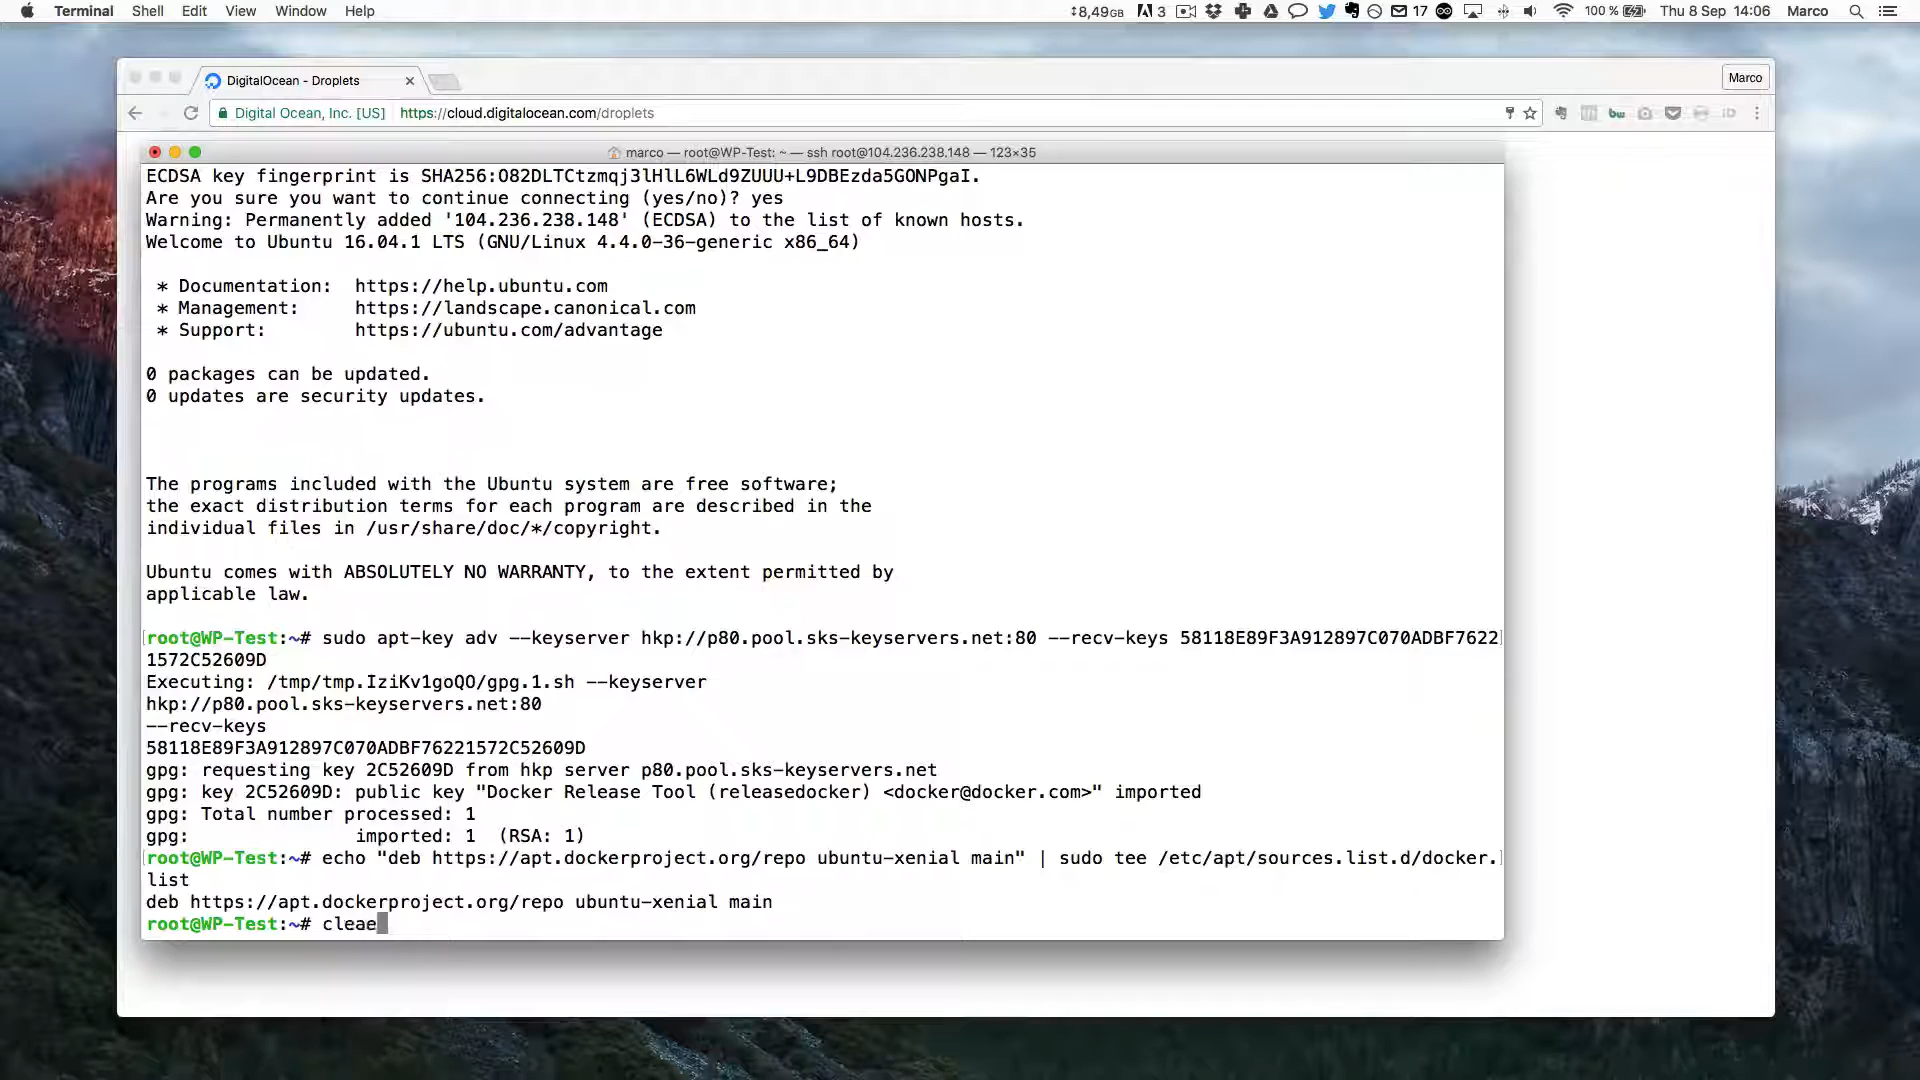 Terminal Shell Edit View Window Help 8,49GB 3 17 100 % Thu 8 Sep 14:06 Marco
DigitalOcean - Droplets Marco
Digital Ocean, Inc. [US] https://cloud.digitalocean.com/droplets bw iD
marco — root@WP-Test: ~ — ssh root@104.236.238.148 — 123×35
ECDSA key fingerprint is SHA256:O82DLTCtzmqj3lHlL6WLd9ZUUU+L9DBEzda5GONPgaI.
Are you sure you want to continue connecting (yes/no)? yes
Warning: Permanently added '104.236.238.148' (ECDSA) to the list of known hosts.
Welcome to Ubuntu 16.04.1 LTS (GNU/Linux 4.4.0-36-generic x86_64)
* Documentation: https://help.ubuntu.com
* Management: https://landscape.canonical.com
* Support: https://ubuntu.com/advantage
0 packages can be updated.
0 updates are security updates.
The programs included with the Ubuntu system are free software;
the exact distribution terms for each program are described in the
individual files in /usr/share/doc/*/copyright.
Ubuntu comes with ABSOLUTELY NO WARRANTY, to the extent permitted by
applicable law.
root@WP-Test:~# sudo apt-key adv --keyserver hkp://p80.pool.sks-keyservers.net:80 --recv-keys 58118E89F3A912897C070ADBF7622
1572C52609D
Executing: /tmp/tmp.IziKv1goQO/gpg.1.sh --keyserver
hkp://p80.pool.sks-keyservers.net:80
--recv-keys
58118E89F3A912897C070ADBF76221572C52609D
gpg: requesting key 2C52609D from hkp server p80.pool.sks-keyservers.net
gpg: key 2C52609D: public key "Docker Release Tool (releasedocker) <docker@docker.com>" imported
gpg: Total number processed: 1
gpg: imported: 1 (RSA: 1)
root@WP-Test:~# echo "deb https://apt.dockerproject.org/repo ubuntu-xenial main" | sudo tee /etc/apt/sources.list.d/docker.
list
deb https://apt.dockerproject.org/repo ubuntu-xenial main
root@WP-Test:~# cleae